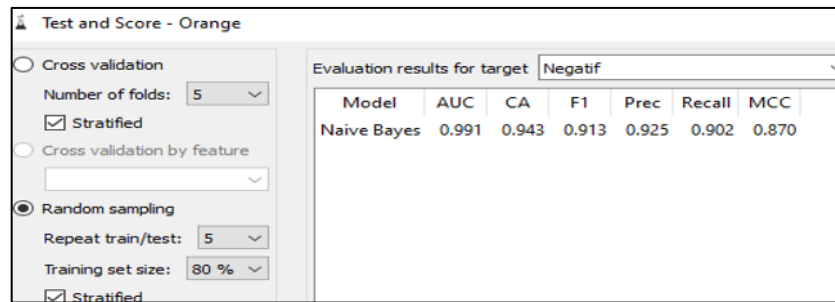 Test and Score - Orange
Cross validation
Number of folds: 5
Stratified
Cross validation by feature
Random sampling
Repeat train/test: 5
Training set size: 80 %
Stratified
Evaluation results for target Negatif
Model AUC CA F1 Prec Recall MCC
Naive Bayes 0.991 0.943 0.913 0.925 0.902 0.870